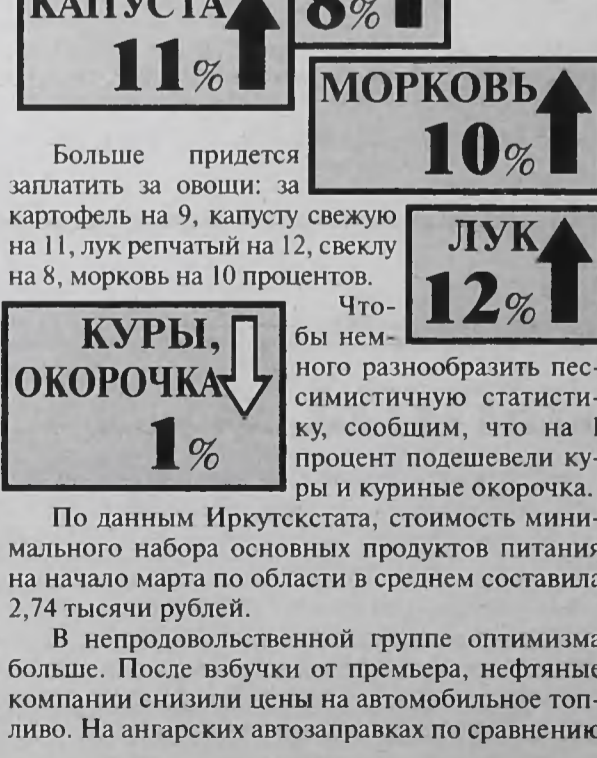 КАПУСТА
11%
8%
МОРКОВЬ
10%
Больше придется
заплатить за овощи: за
картофель на 9, капусту свежую
на 11, лук репчатый на 12, свеклу
на 8, морковь на 10 процентов.
ЛУК
12%
КУРЫ,
ОКОРОЧКА
1%
Что-
бы нем-
ного разнообразить пес-
симистичную статисти-
ку, сообщим, что на 1
процент подешевели ку-
ры и куриные окорочка.
По данным Иркутскстата, стоимость мини-
мального набора основных продуктов питания
на начало марта по области в среднем составила
2,74 тысячи рублей.
В непродовольственной группе оптимизма
больше. После взбучки от премьера, нефтяные
компании снизили цены на автомобильное топ-
ливо. На ангарских автозаправках по сравнению